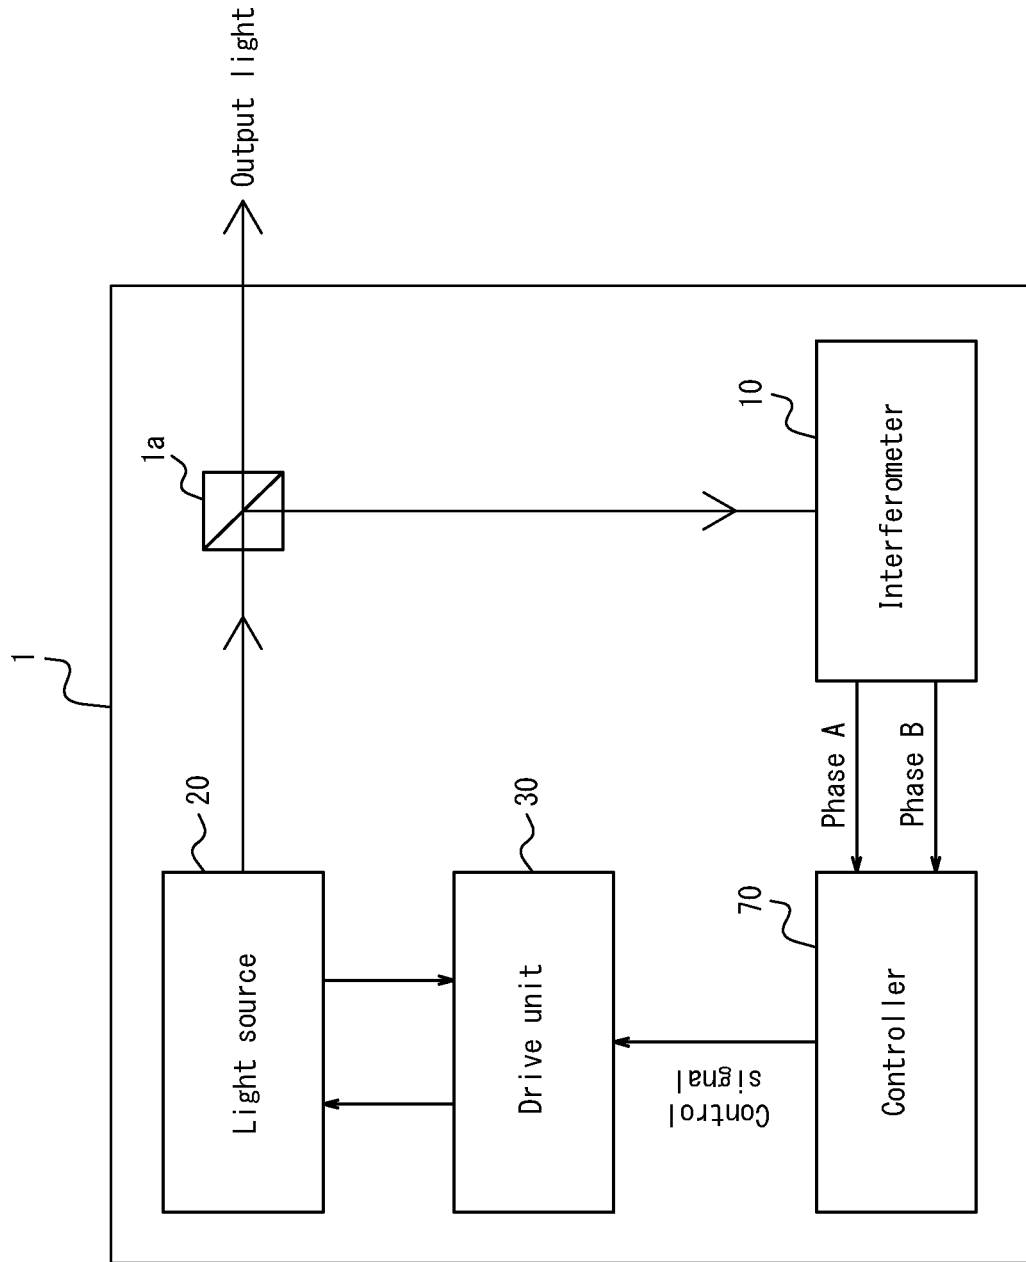 1
20
Light source
1a
Output light
30
Drive unit
Control
signal
70
Controller
Phase A
Phase B
10
Interferometer